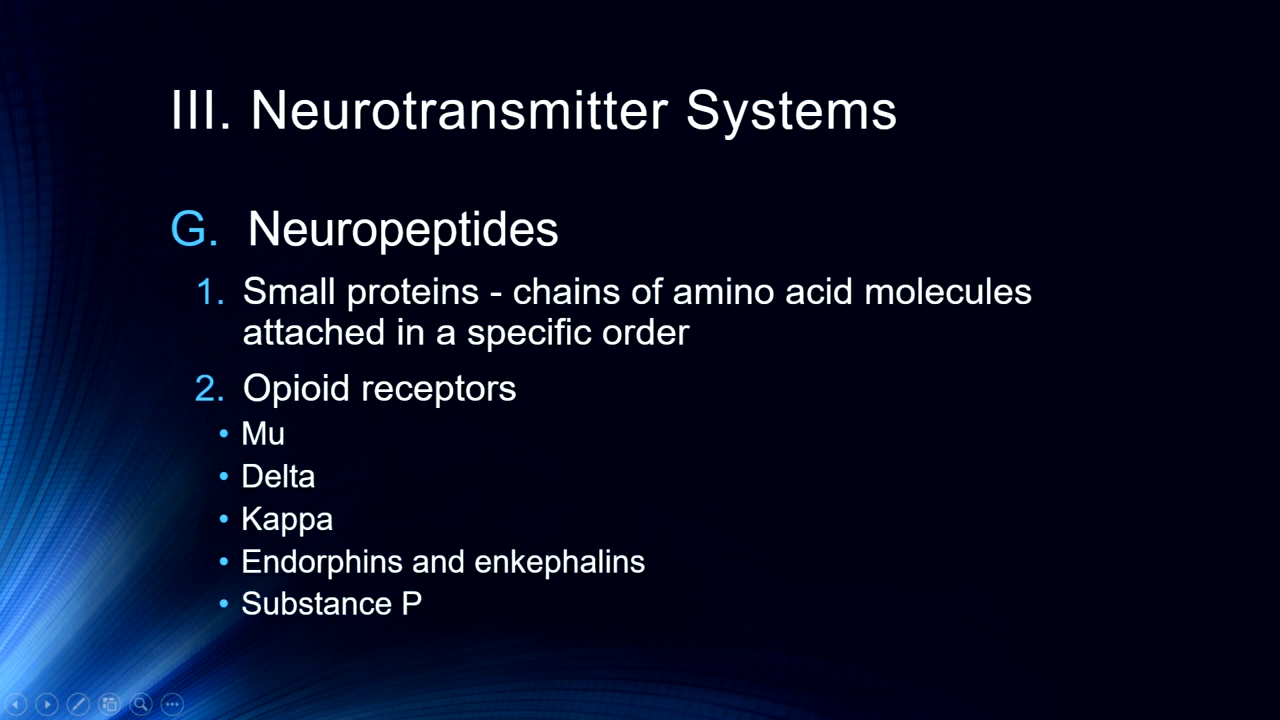 III. Neurotransmitter Systems
G. Neuropeptides
1. Small proteins - chains of amino acid molecules
attached in a specific order
2. Opioid receptors
• Mu
• Delta
• Kappa
• Endorphins and enkephalins
• Substance P